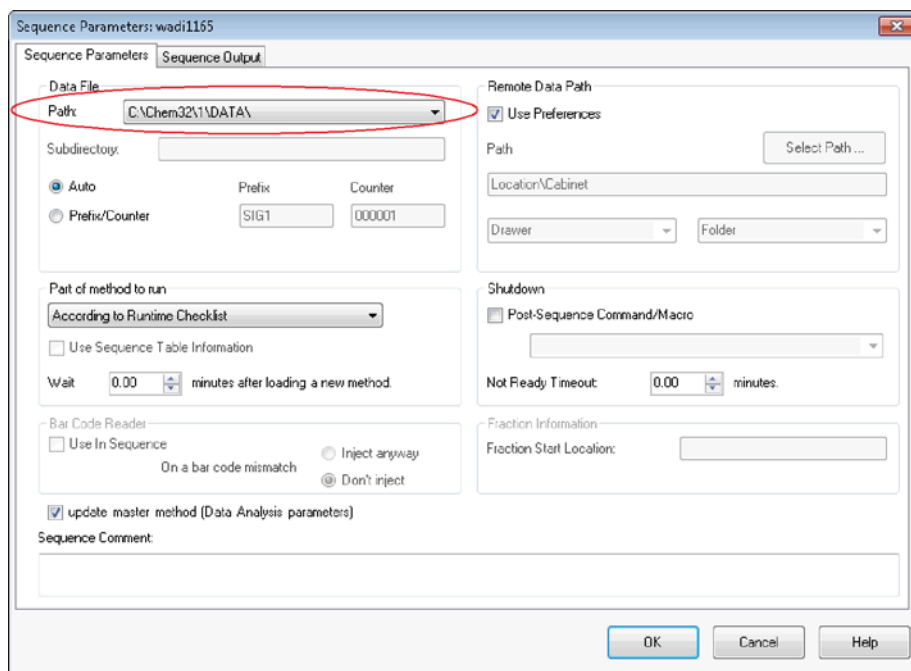 Sequence Parameters: wadi1165
Sequence Parameters
Sequence Output
Data File
Path:
C:\Chem32\1\DATA\
Subdirectory:
Auto
Prefix
Counter
Prefix/Counter
SIG1
000001
Remote Data Path
Use Preferences
Path
Select Path ...
Location\Cabinet
Drawer
Folder
Part of method to run
According to Runtime Checklist
Use Sequence Table Information
Wait
0.00
minutes after loading a new method.
Shutdown
Post-Sequence Command/Macro
Not Ready Timeout:
0.00
minutes.
Bar Code Reader
Use In Sequence
On a bar code mismatch
Inject anyway
Don't inject
Fraction Information
Fraction Start Location:
update master method (Data Analysis parameters)
Sequence Comment:
OK
Cancel
Help